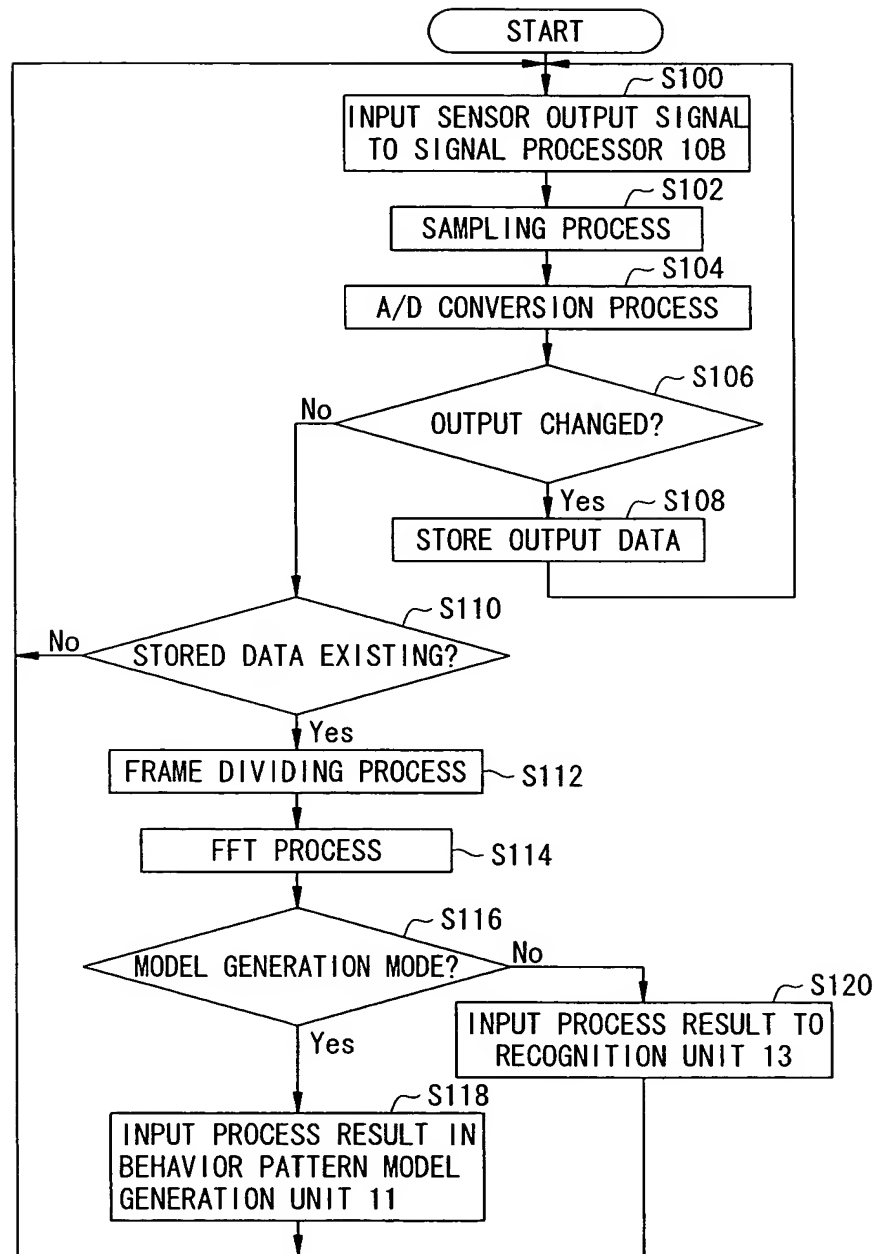 START
S100
INPUT SENSOR OUTPUT SIGNAL
TO SIGNAL PROCESSOR 10B
S102
SAMPLING PROCESS
S104
A/D CONVERSION PROCESS
S106
No
OUTPUT CHANGED?
Yes
S108
STORE OUTPUT DATA
S110
No
STORED DATA EXISTING?
Yes
FRAME DIVIDING PROCESS
S112
FFT PROCESS
S114
S116
MODEL GENERATION MODE?
No
S120
INPUT PROCESS RESULT TO
RECOGNITION UNIT 13
Yes
S118
INPUT PROCESS RESULT IN
BEHAVIOR PATTERN MODEL
GENERATION UNIT 11